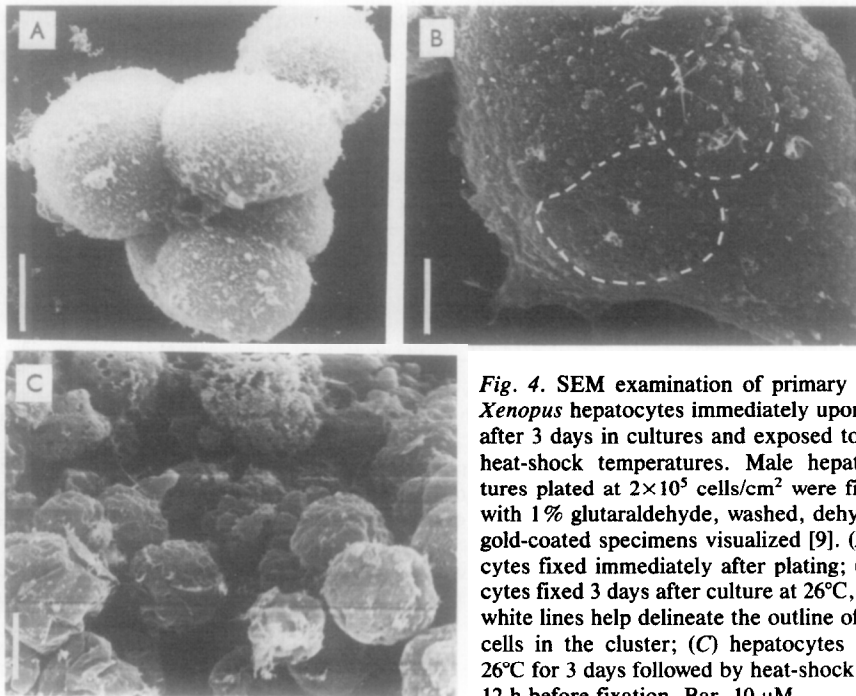 A
B
C
Fig. 4. SEM examination of primary
Xenopus hepatocytes immediately upon
after 3 days in cultures and exposed to
heat-shock temperatures. Male hepat
tures plated at 2×10⁵ cells/cm² were fi
with 1% glutaraldehyde, washed, dehy
gold-coated specimens visualized [9]. (
cytes fixed immediately after plating; (
cytes fixed 3 days after culture at 26°C,
white lines help delineate the outline of
cells in the cluster; (C) hepatocytes
26°C for 3 days followed by heat-shock
12 h before fixation. Bar, 10 µM.